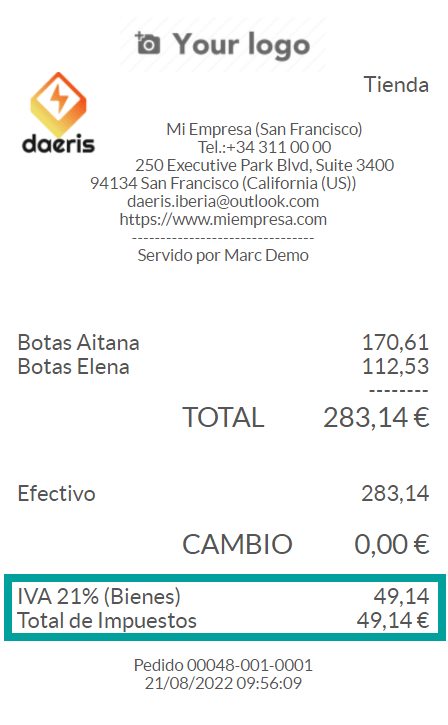 Your logo
Tienda
daeris
Mi Empresa (San Francisco)
Tel.:+34 311 00 00
250 Executive Park Blvd, Suite 3400
94134 San Francisco (California (US))
daeris.iberia@outlook.com
https://www.miempresa.com
--------------------------------
Servido por Marc Demo
Botas Aitana 170,61
Botas Elena 112,53
--------
TOTAL 283,14 €
Efectivo 283,14
CAMBIO 0,00 €
IVA 21% (Bienes) 49,14
Total de Impuestos 49,14 €
Pedido 00048-001-0001
21/08/2022 09:56:09